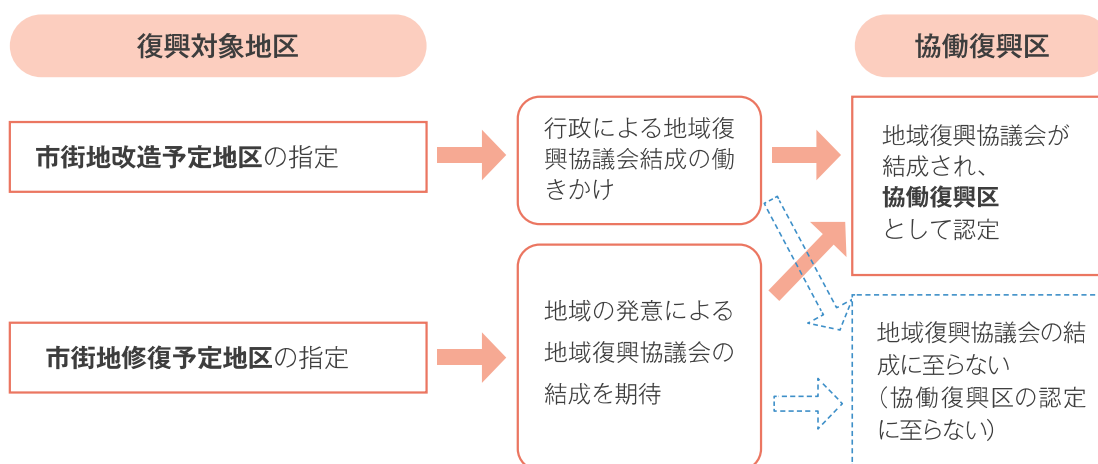 復興対象地区
協働復興区
市街地改造予定地区の指定
行政による地域復
興協議会結成の働
きかけ
地域復興協議会が
結成され、
協働復興区
として認定
市街地修復予定地区の指定
地域の発意による
地域復興協議会の
結成を期待
地域復興協議会の結
成に至らない
（協働復興区の認定
に至らない）